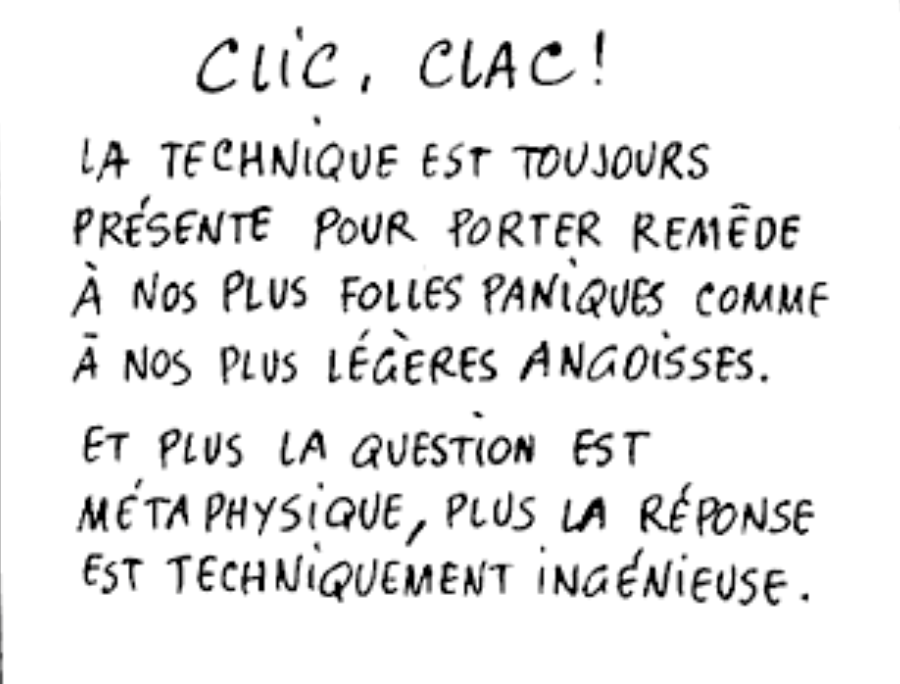 CLiC, CLAC!
LA TECHNiQUE EST TOUJOURS
PRÉSENTE POUR PORTER REMĒDE
À NOS PLUS FOLLES PANiQUES COMME
Ā NOS PLUS LÉGÈRES ANGOiSSES.
ET PLUS LA QUESTiON EST
MÉTAPHYSiQUE, PLUS LA RÉPONSE
EST TECHNiQUEMENT iNGÉNiEUSE.